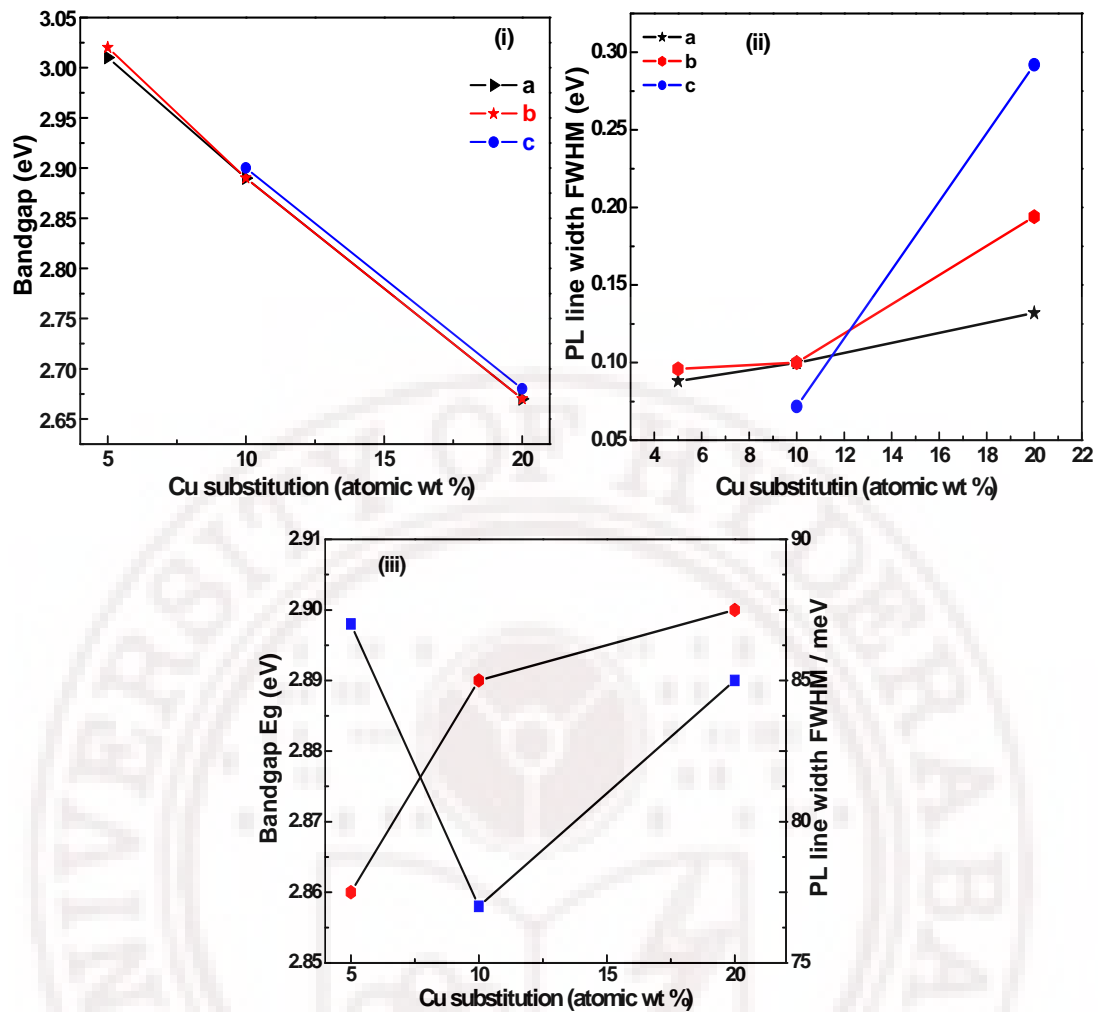 (i)
a
b
c
3.05
3.00
2.95
2.90
2.85
2.80
2.75
2.70
2.65
Bandgap (eV)
5
10
15
20
Cu substitution (atomic wt %)
(ii)
a
b
c
0.30
0.25
0.20
0.15
0.10
0.05
PL line width FWHM (eV)
4
6
8
10
12
14
16
18
20
22
Cu substitutin (atomic wt %)
(iii)
2.91
2.90
2.89
2.88
2.87
2.86
2.85
Bandgap Eg (eV)
90
85
80
75
PL line width FWHM / meV
5
10
15
20
Cu substitution (atomic wt %)
UNIVERSITY OF HYDERABA